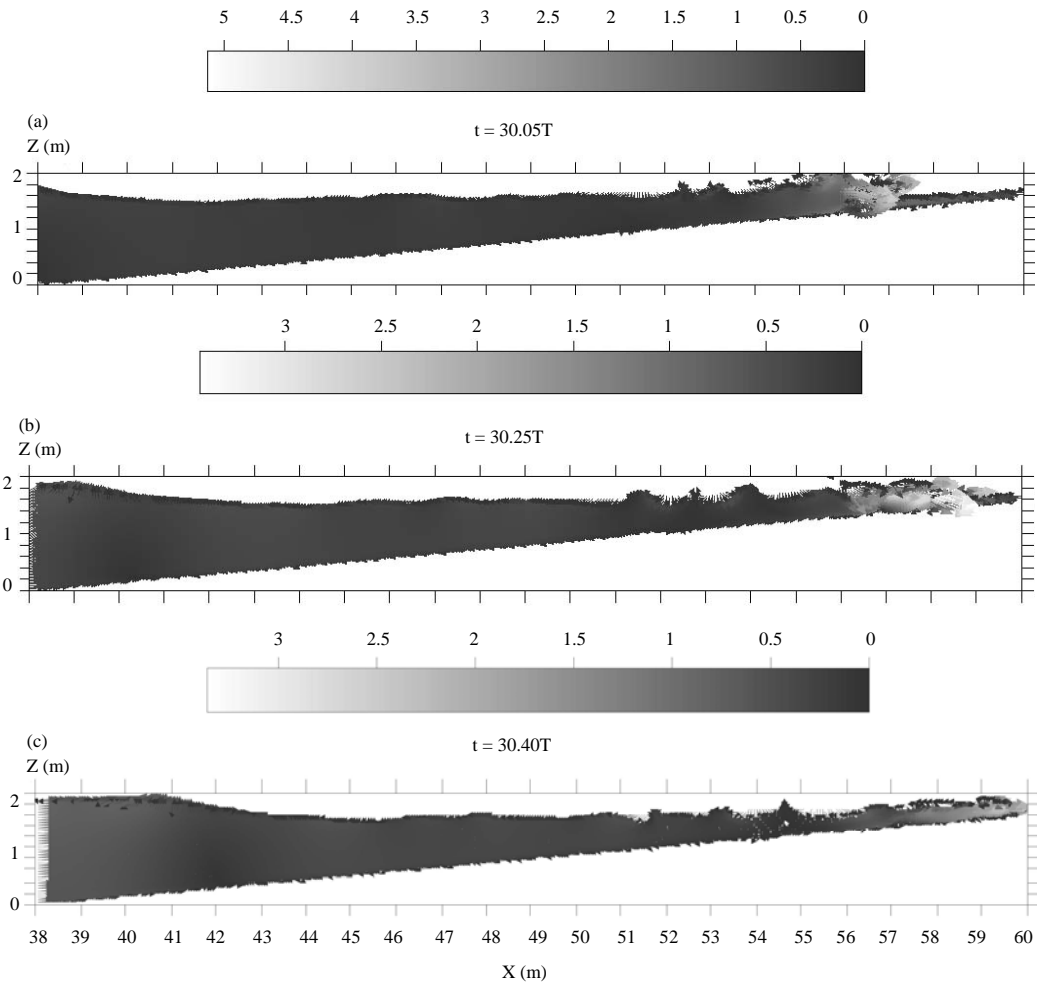 5 4.5 4 3.5 3 2.5 2 1.5 1 0.5 0
(a)
Z (m)
t = 30.05T
2
1
0
3 2.5 2 1.5 1 0.5 0
(b)
Z (m)
t = 30.25T
2
1
0
3 2.5 2 1.5 1 0.5 0
(c)
Z (m)
t = 30.40T
2
1
0
38 39 40 41 42 43 44 45 46 47 48 49 50 51 52 53 54 55 56 57 58 59 60
X (m)